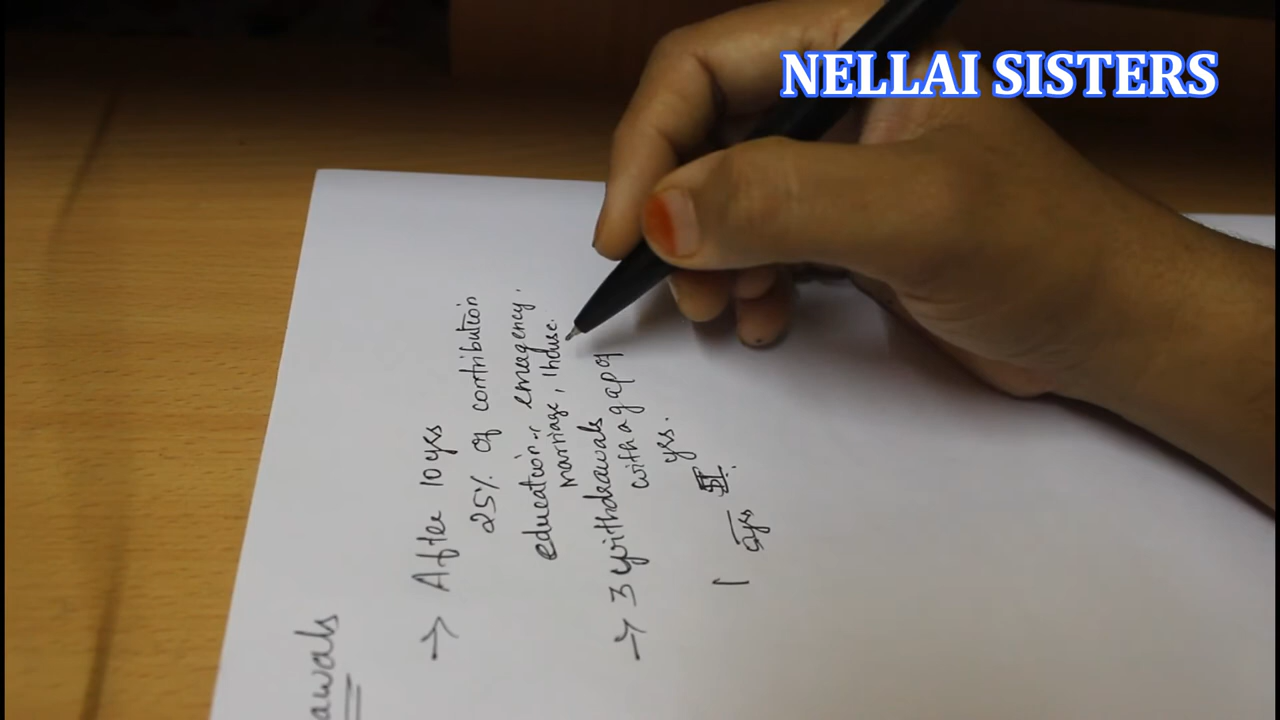 NELLAI SISTERS
awals
→ After 10 yrs
25% of contribution
education, emergency.
marriage, house.
→ 3 withdrawals
with a gap of
yrs.
I